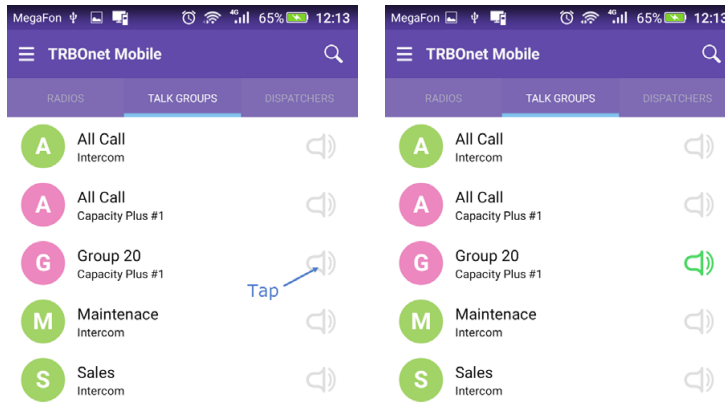 MegaFon 4G 65% 12:13
TRBOnet Mobile
RADIOS TALK GROUPS DISPATCHERS
A All Call
Intercom
A All Call
Capacity Plus #1
G Group 20
Capacity Plus #1
Tap
M Maintenace
Intercom
S Sales
Intercom
MegaFon 4G 65% 12:13
TRBOnet Mobile
RADIOS TALK GROUPS DISPATCHERS
A All Call
Intercom
A All Call
Capacity Plus #1
G Group 20
Capacity Plus #1
M Maintenace
Intercom
S Sales
Intercom